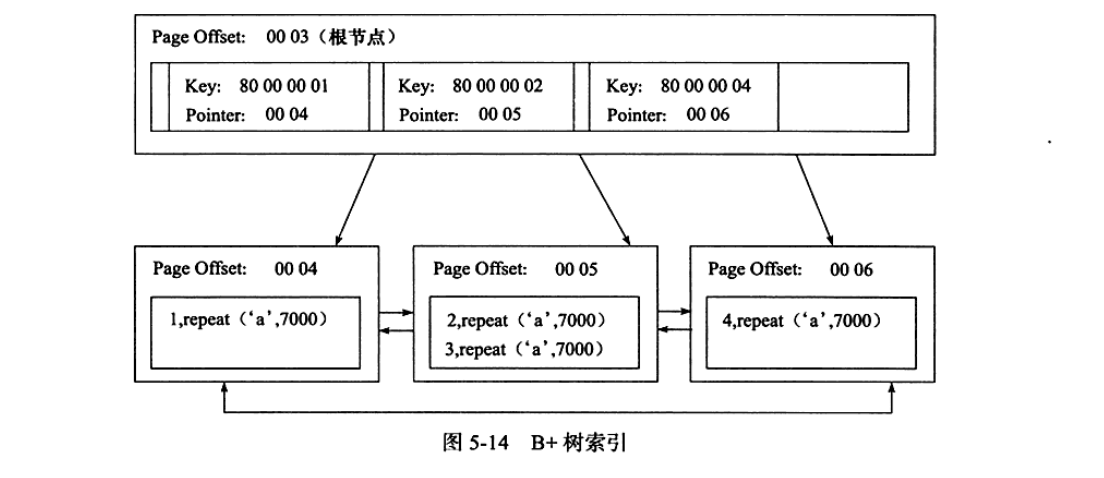 Page Offset: 00 03（根节点）
Key: 80 00 00 01
Pointer: 00 04
Key: 80 00 00 02
Pointer: 00 05
Key: 80 00 00 04
Pointer: 00 06
Page Offset: 00 04
1,repeat（‘a’,7000）
Page Offset: 00 05
2,repeat（‘a’,7000）
3,repeat（‘a’,7000）
Page Offset: 00 06
4,repeat（‘a’,7000）
图 5-14 B+ 树索引